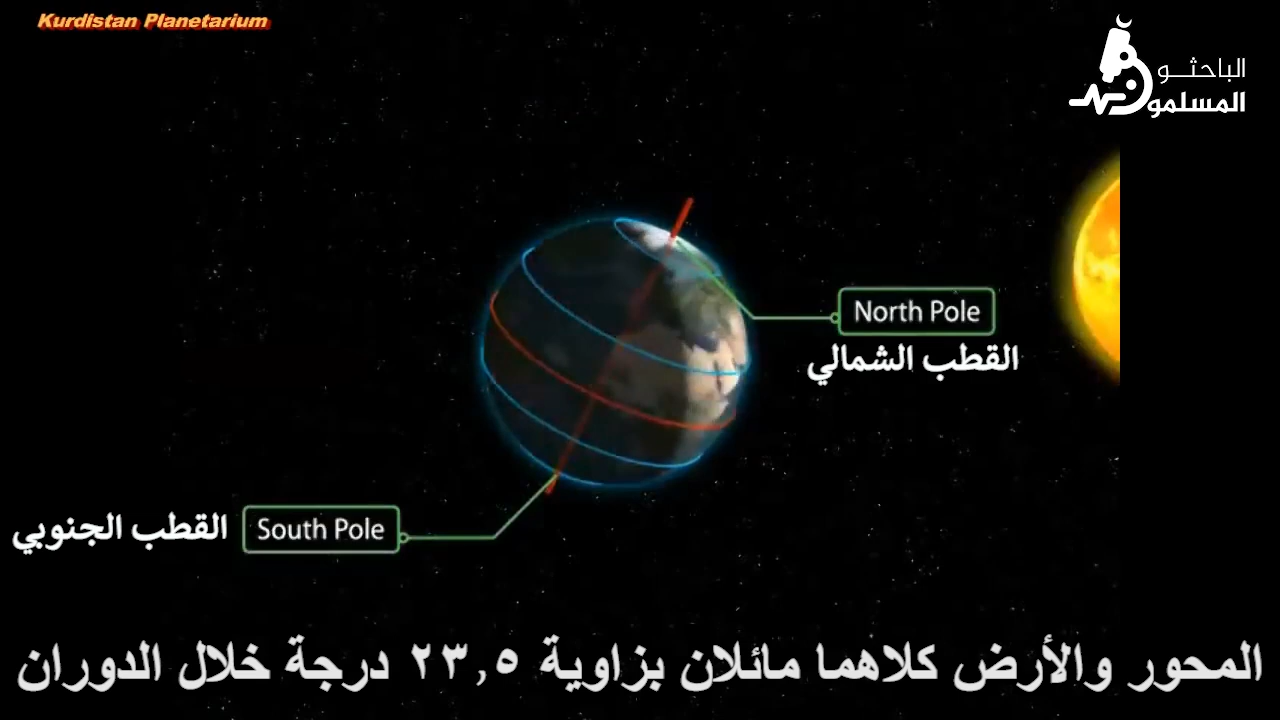 Kurdistan Planetarium
الباحثـــو
المسلمو
North Pole
القطب الشمالي
القطب الجنوبي
South Pole
المحور والأرض كلاهما مائلان بزاوية ٢٣,٥ درجة خلال الدوران